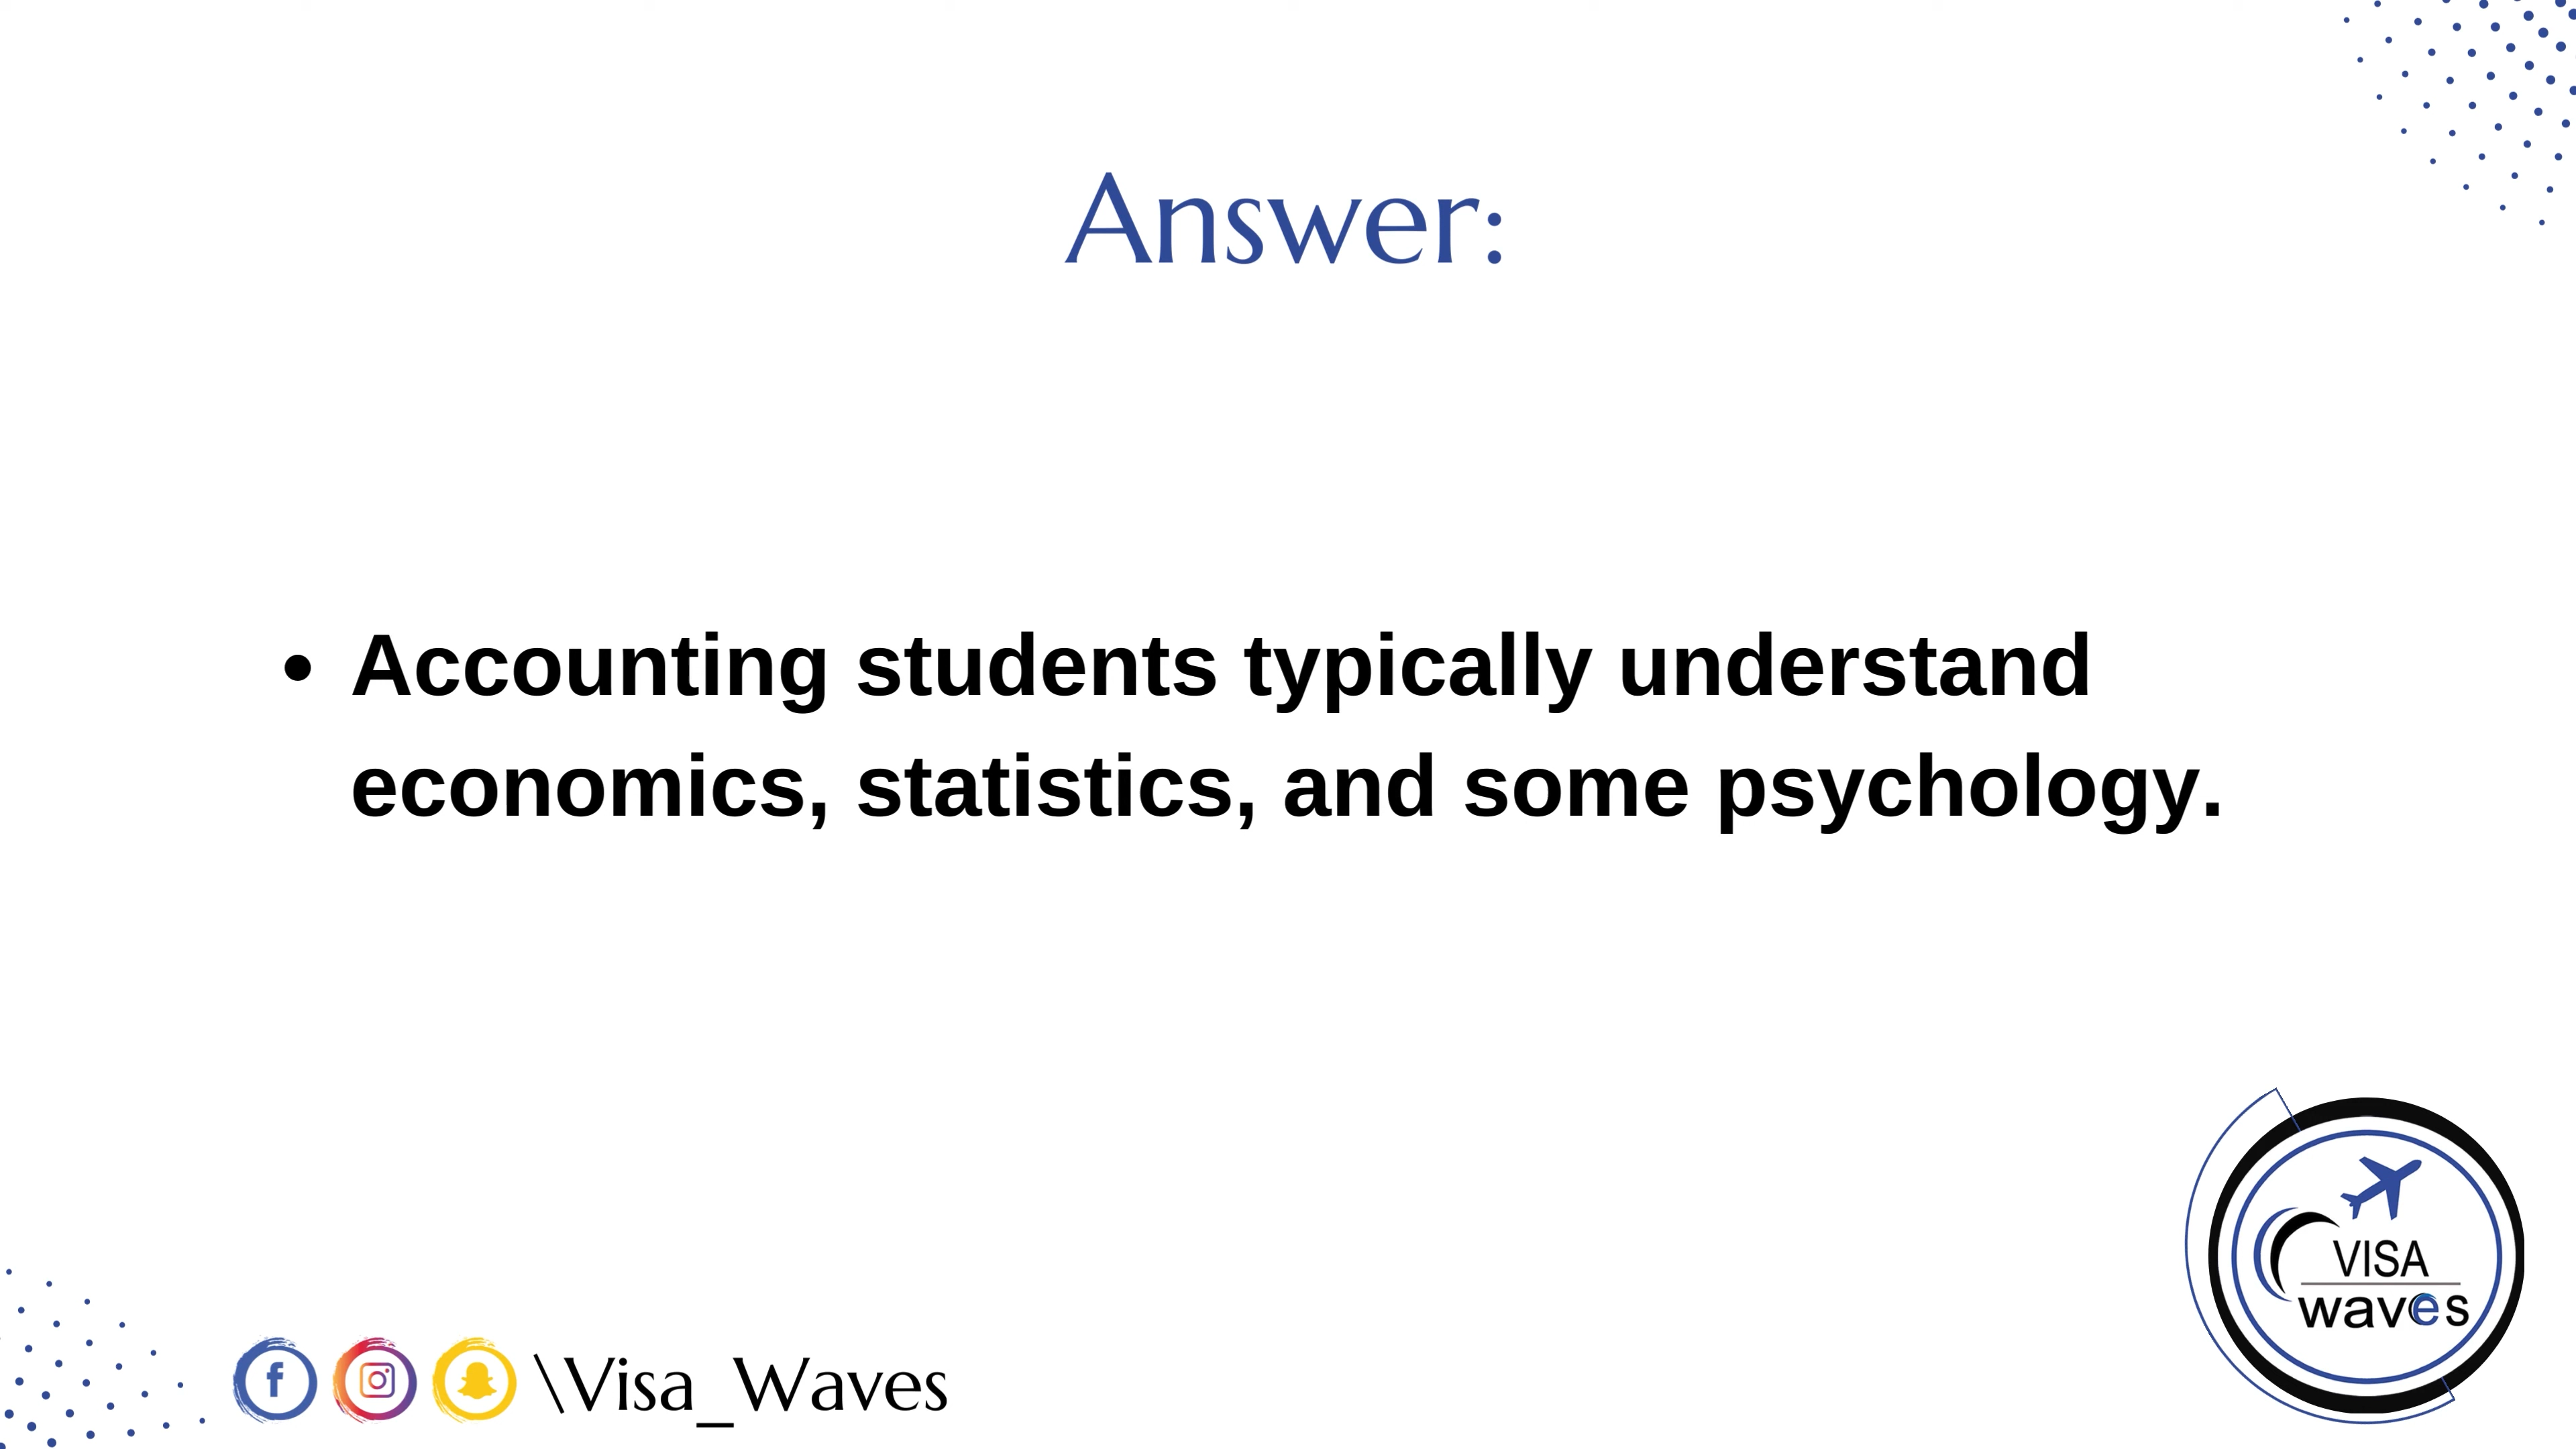 Answer:
• Accounting students typically understand
economics, statistics, and some psychology.
VISA
waves
\Visa_Waves